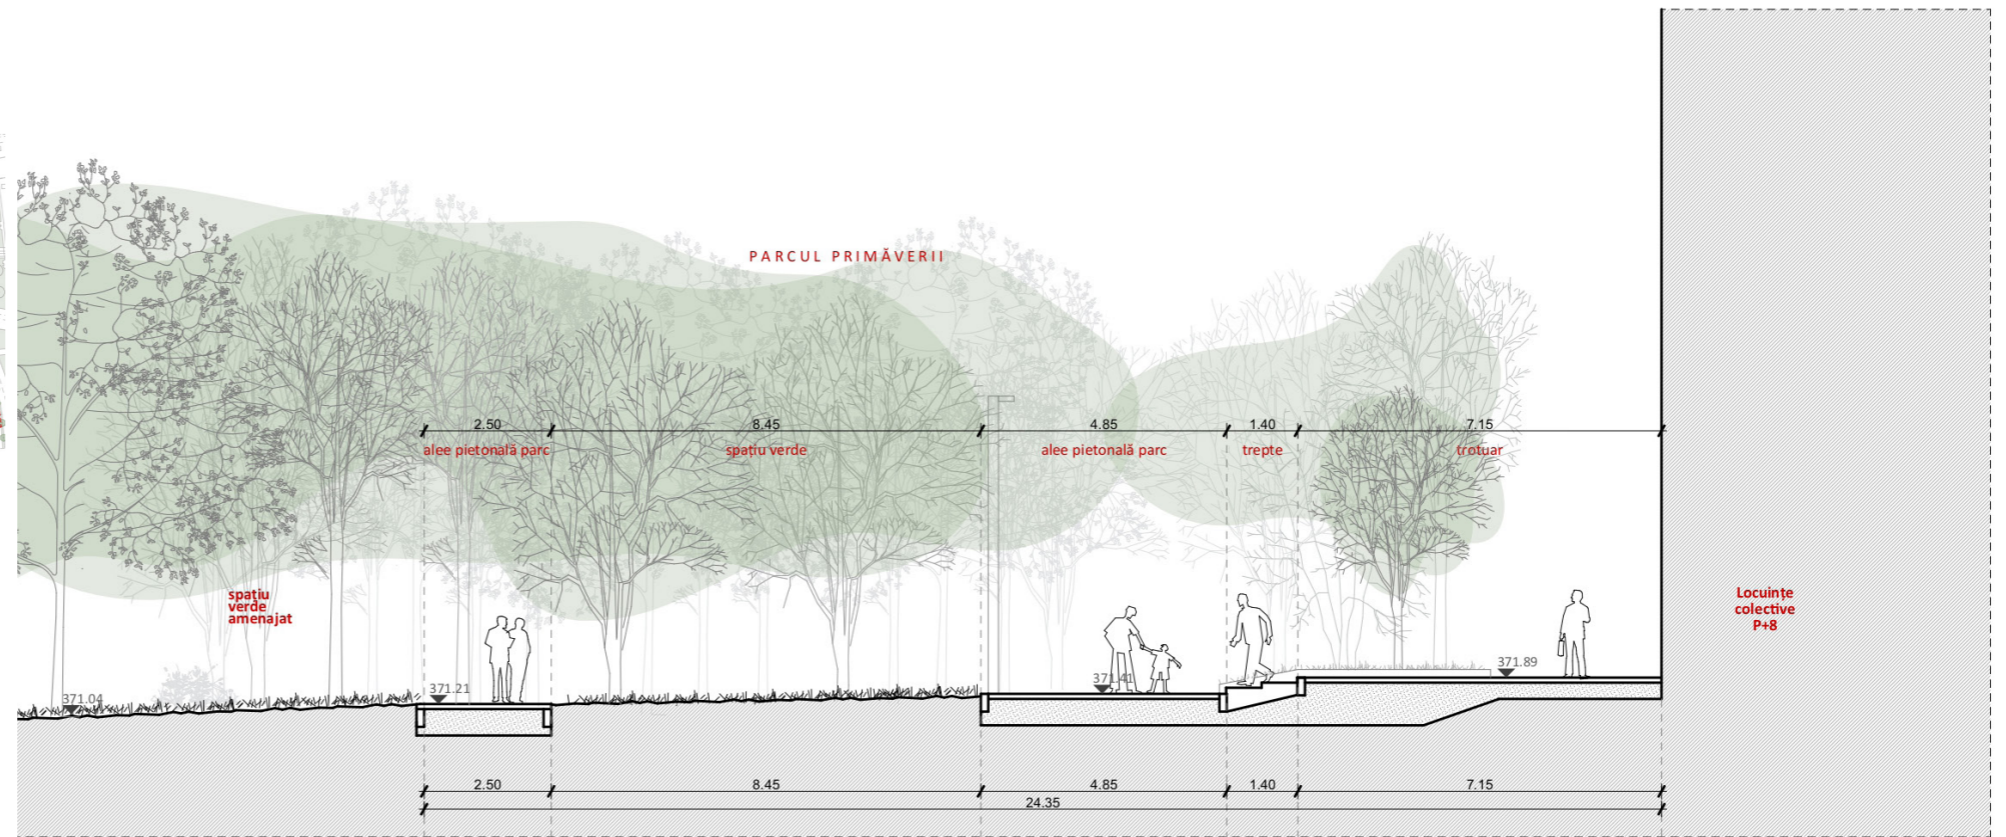 PARCUL PRIMĂVERII
2.50
8.45
4.85
1.40
7.15
alee pietonală parc
spațiu verde
alee pietonală parc
trepte
trotuar
spațiu
verde
amenajat
Locuințe
colective
P+8
371.04
371.21
371.41
371.89
2.50
8.45
4.85
1.40
7.15
24.35